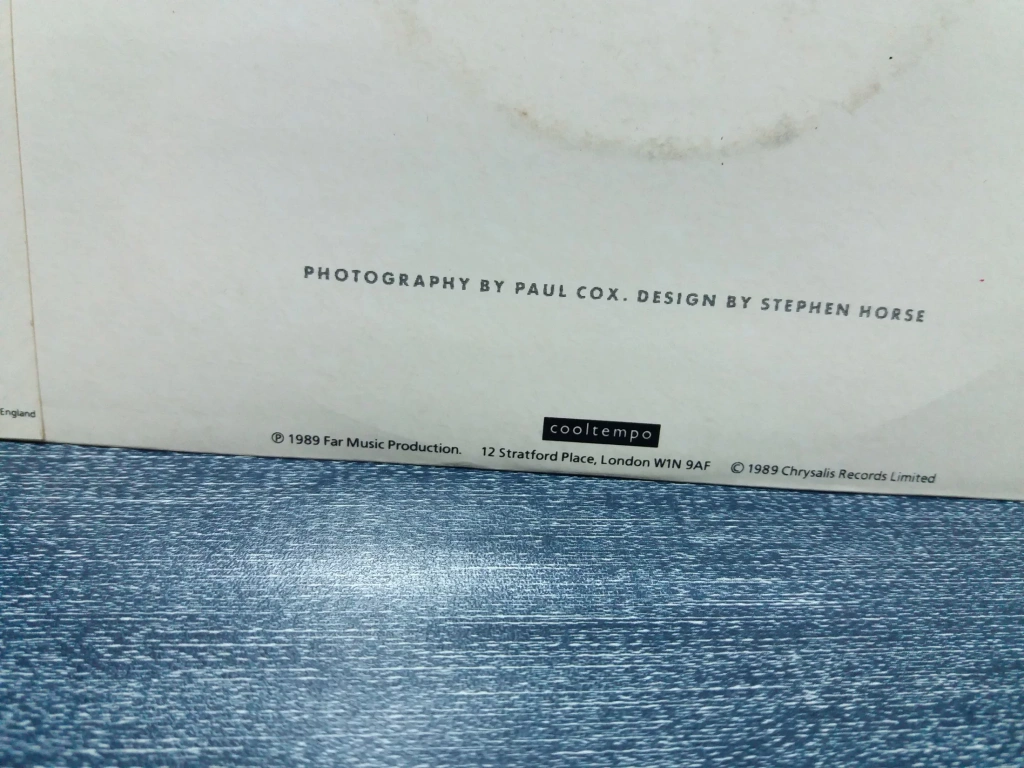 PHOTOGRAPHY BY PAUL COX. DESIGN BY STEPHEN HORSE
England
cooltempo
℗ 1989 Far Music Production. 12 Stratford Place, London W1N 9AF © 1989 Chrysalis Records Limited